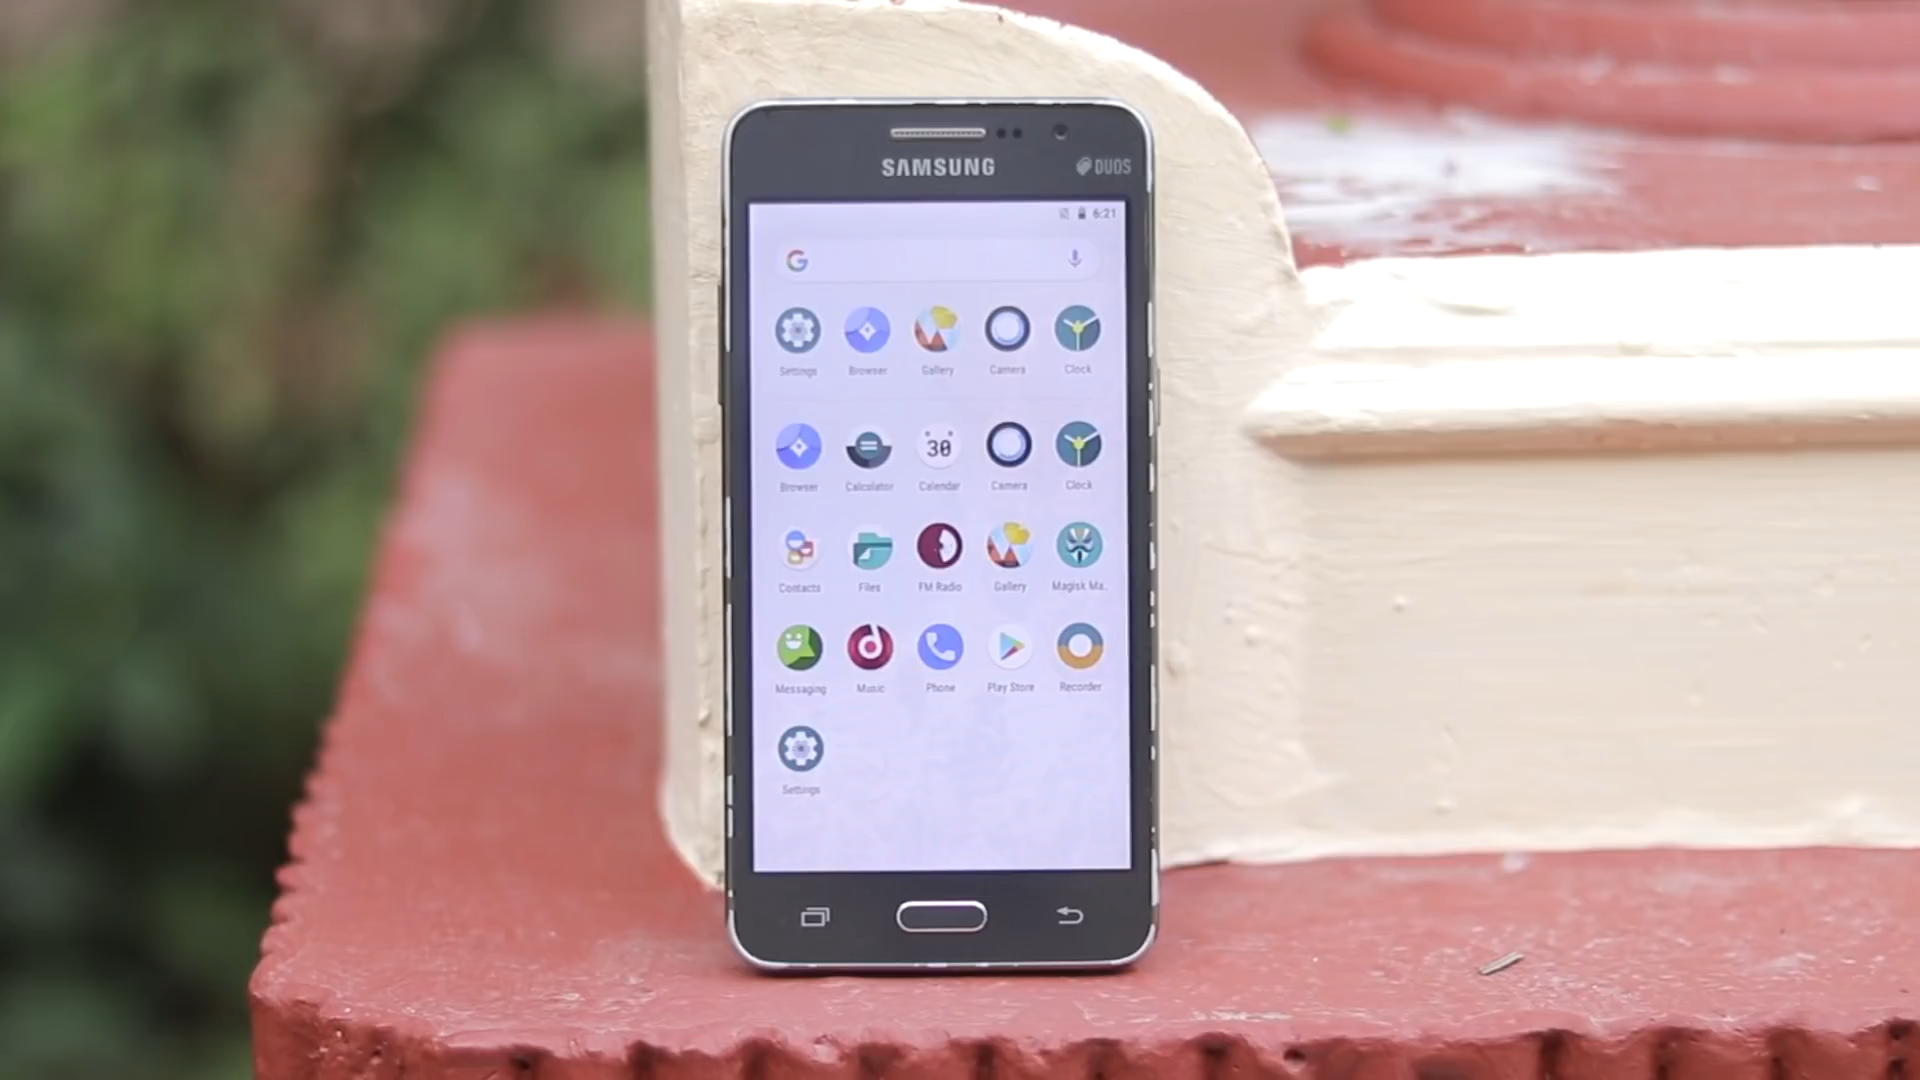 SAMSUNG
DUOS
6:21
G
Settings Browser Gallery Camera Clock
30
Browser Calculator Calendar Camera Clock
Contacts Files FM Radio Gallery Magisk Ma..
Messaging Music Phone Play Store Recorder
Settings